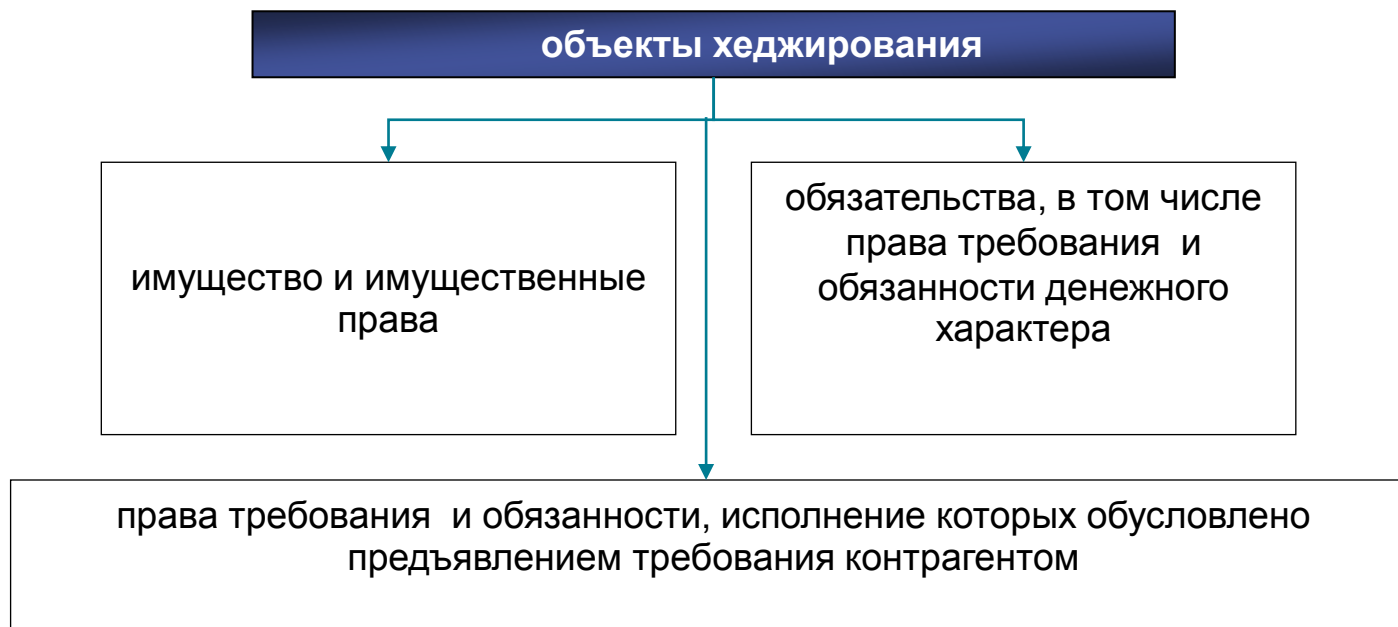 объекты хеджирования
имущество и имущественные
права
обязательства, в том числе
права требования и
обязанности денежного
характера
права требования и обязанности, исполнение которых обусловлено
предъявлением требования контрагентом